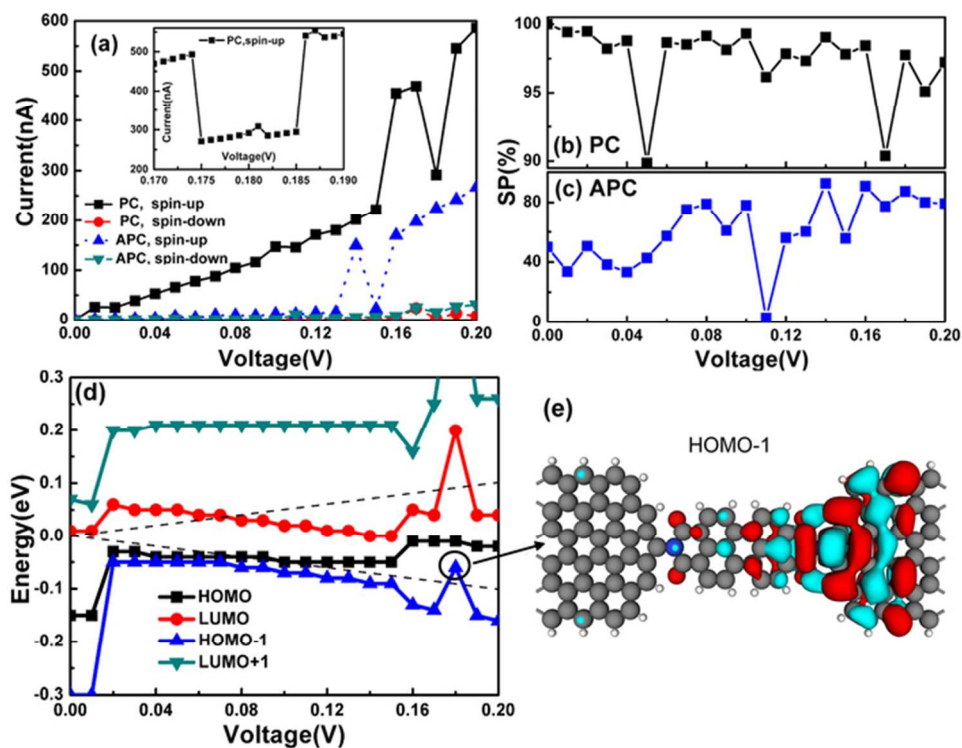 (a)
Current(nA)
600
500
400
300
200
100
0
0.00 0.04 0.08 0.12 0.16 0.20
Voltage(V)
PC, spin-up
PC, spin-down
APC, spin-up
APC, spin-down
PC,spin-up
Current(nA)
500
400
300
200
0.170 0.175 0.180 0.185 0.190
Voltage(V)
SP(%)
100
95
90
(b) PC
(c) APC
80
40
0
0.00 0.04 0.08 0.12 0.16 0.20
Voltage(V)
(d)
Energy(eV)
0.3
0.2
0.1
0.0
-0.1
-0.2
-0.3
0.00 0.04 0.08 0.12 0.16 0.20
Voltage(V)
HOMO
LUMO
HOMO-1
LUMO+1
(e)
HOMO-1